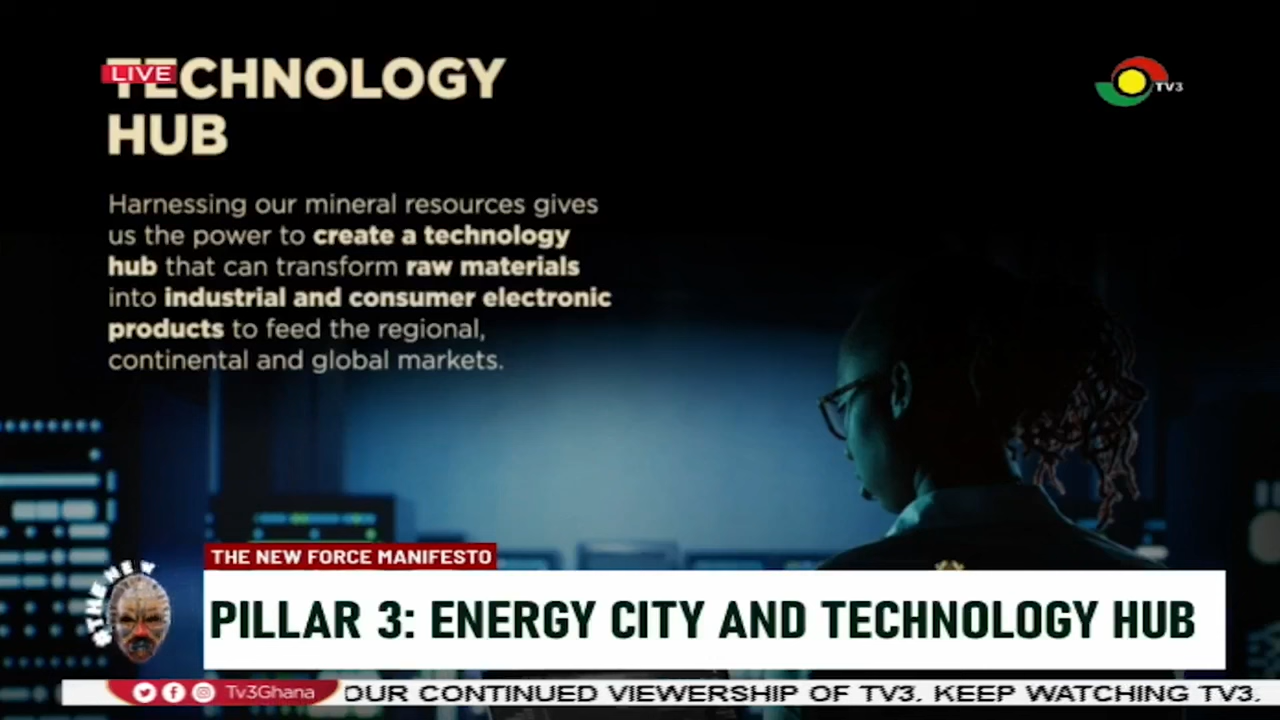 TECHNOLOGY
LIVE
HUB
TV3
Harnessing our mineral resources gives
us the power to create a technology
hub that can transform raw materials
into industrial and consumer electronic
products to feed the regional,
continental and global markets.
THE NEW FORCE MANIFESTO
#THE NEW
PILLAR 3: ENERGY CITY AND TECHNOLOGY HUB
Tv3Ghana
OUR CONTINUED VIEWERSHIP OF TV3. KEEP WATCHING TV3.